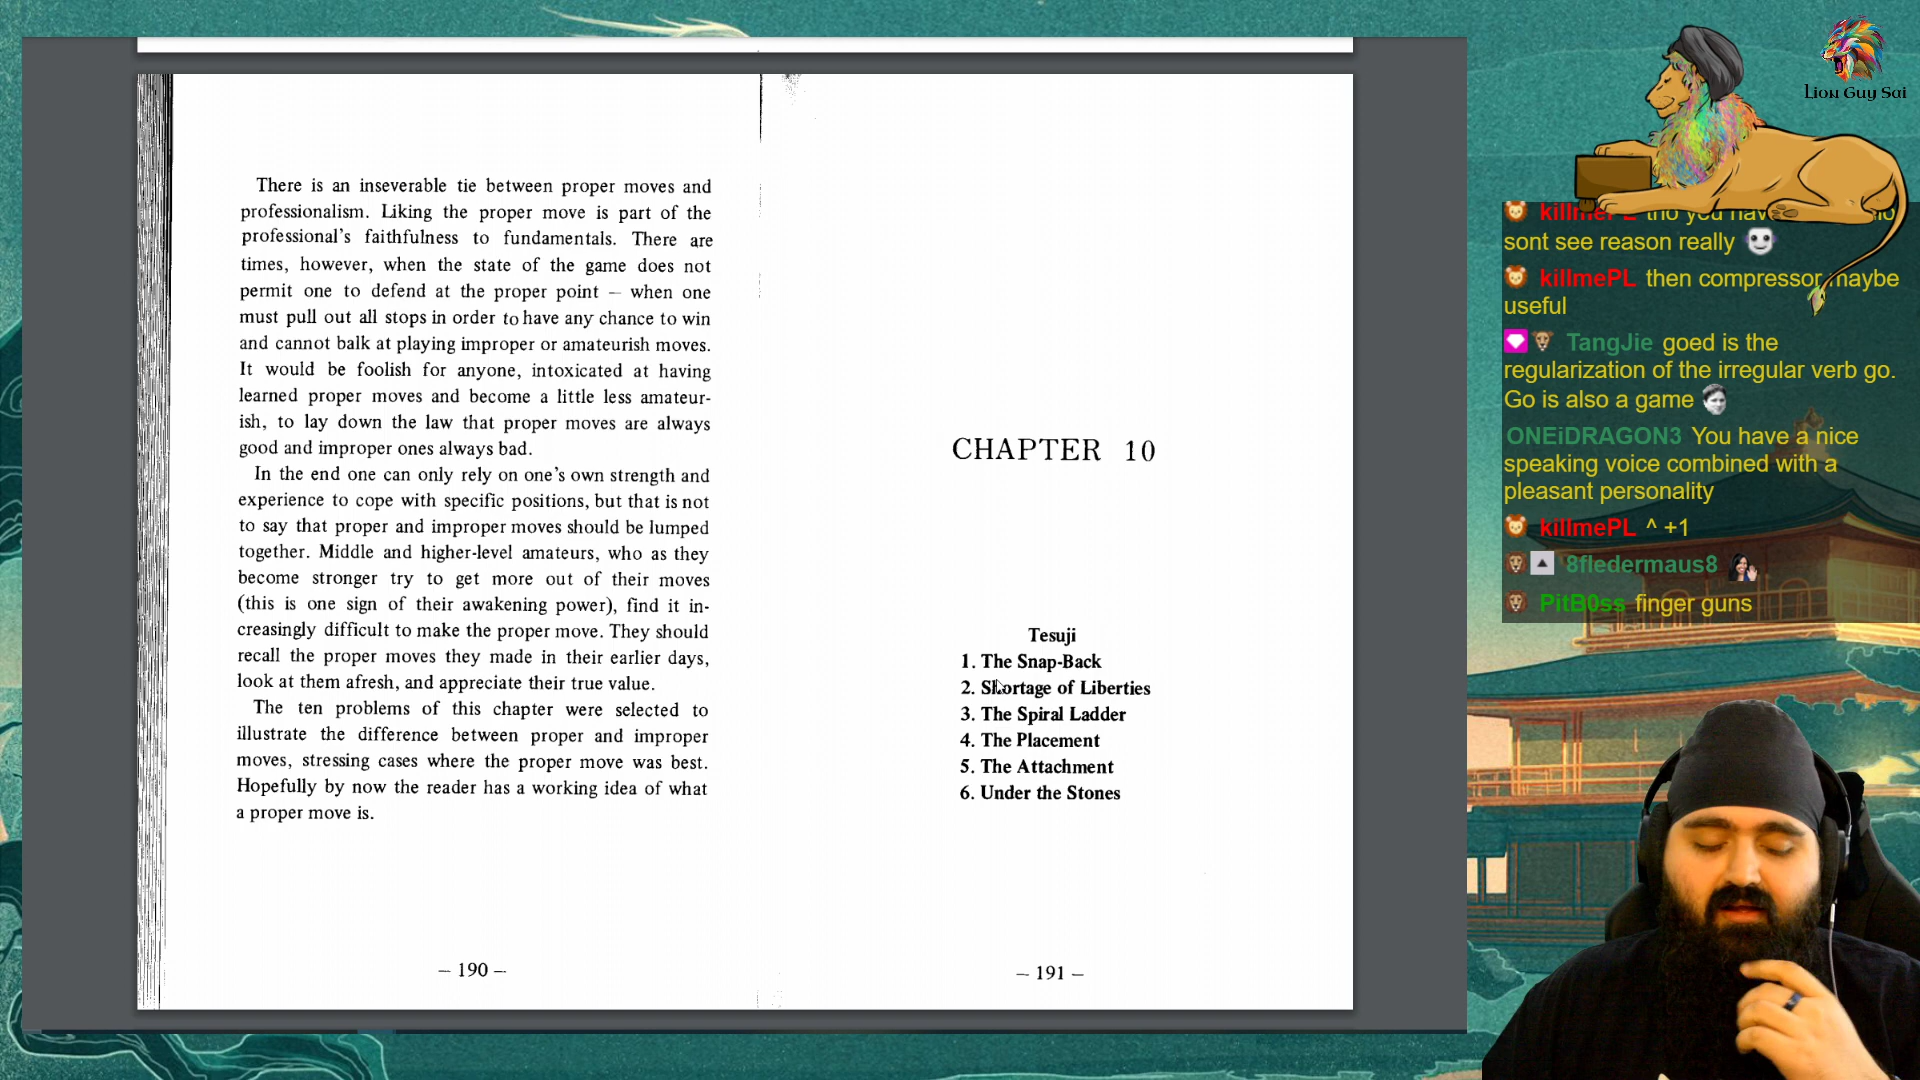 There is an inseverable tie between proper moves and
professionalism. Liking the proper move is part of the
professional's faithfulness to fundamentals. There are
times, however, when the state of the game does not
permit one to defend at the proper point — when one
must pull out all stops in order to have any chance to win
and cannot balk at playing improper or amateurish moves.
It would be foolish for anyone, intoxicated at having
learned proper moves and become a little less amateur-
ish, to lay down the law that proper moves are always
good and improper ones always bad.
In the end one can only rely on one's own strength and
experience to cope with specific positions, but that is not
to say that proper and improper moves should be lumped
together. Middle and higher-level amateurs, who as they
become stronger try to get more out of their moves
(this is one sign of their awakening power), find it in-
creasingly difficult to make the proper move. They should
recall the proper moves they made in their earlier days,
look at them afresh, and appreciate their true value.
The ten problems of this chapter were selected to
illustrate the difference between proper and improper
moves, stressing cases where the proper move was best.
Hopefully by now the reader has a working idea of what
a proper move is.
– 190 –
CHAPTER 10
Tesuji
1. The Snap-Back
2. Shortage of Liberties
3. The Spiral Ladder
4. The Placement
5. The Attachment
6. Under the Stones
– 191 –
Lion Guy Sai
tho you
sont see reason really
killmePL then compressor maybe
useful
TangJie goed is the
regularization of the irregular verb go.
Go is also a game
ONEiDRAGON3 You have a nice
speaking voice combined with a
pleasant personality
killmePL ^ +1
8fledermaus8
PitB0ss finger guns